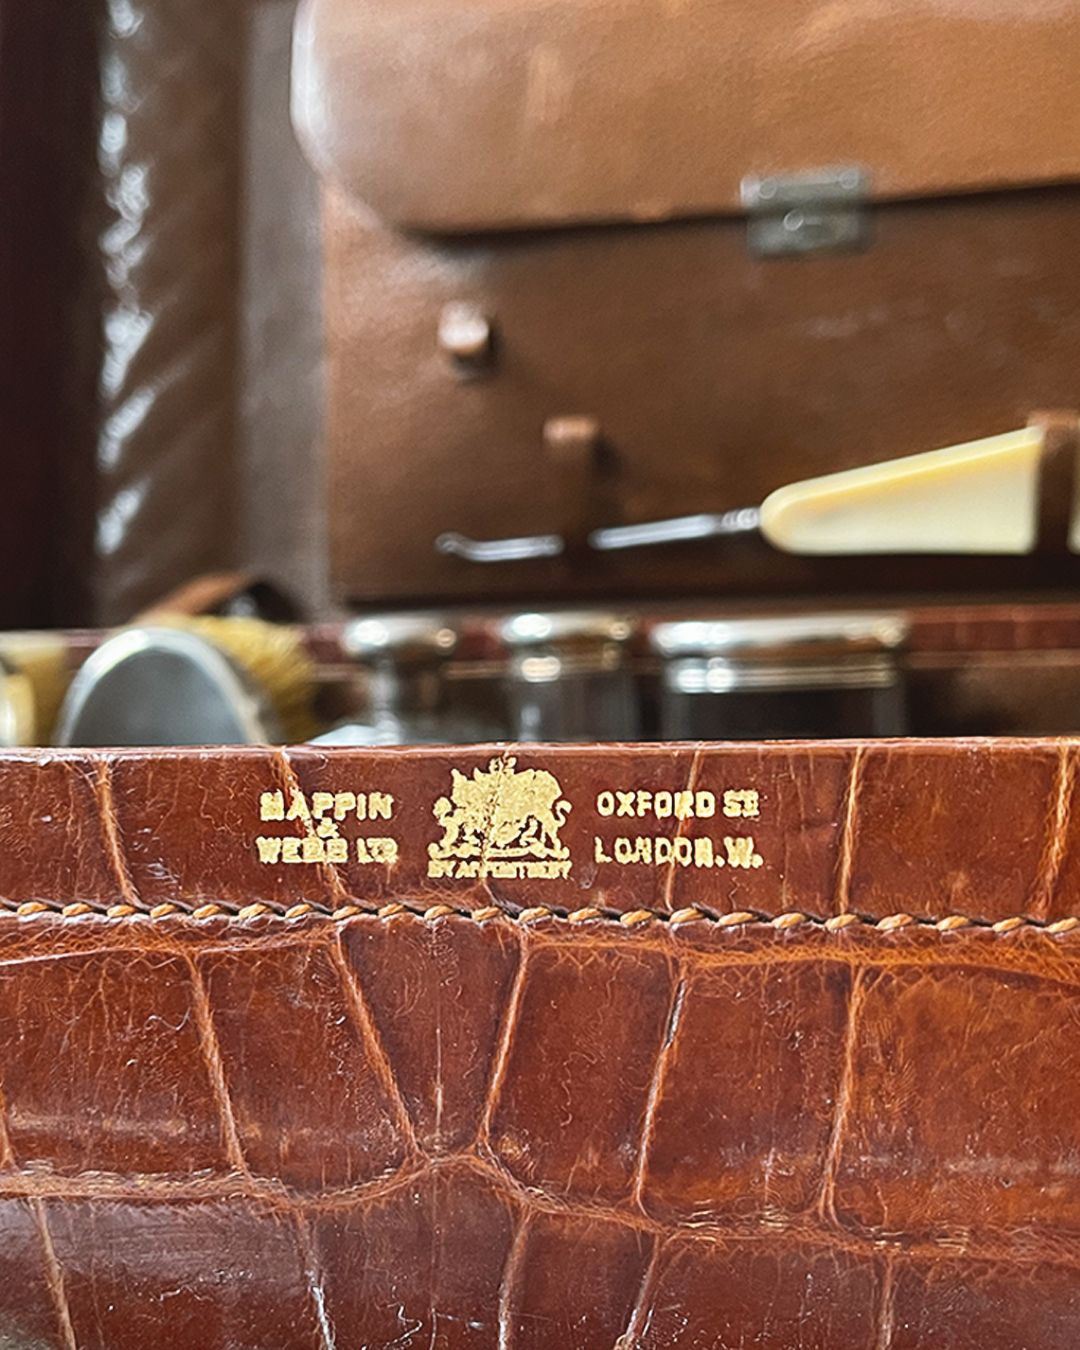 MAPPIN
&
WEBB LTD
BY APPOINTMENT
OXFORD ST
LONDON.W.